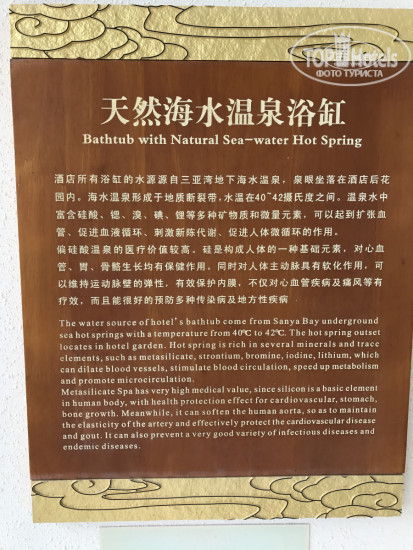 TOPHotels
ФОТО ТУРИСТА
天然海水温泉浴缸
Bathtub with Natural Sea-water Hot Spring
酒店所有浴缸的水源源自三亚湾地下海水温泉，泉眼坐落在酒店后花
园内。海水温泉形成于地质断裂带，水温在40~42摄氏度之间。温泉水中
富含硅酸、锶、溴、碘、锂等多种矿物质和微量元素，可以起到扩张血
管、促进血液循环、刺激新陈代谢、促进人体微循环的作用。
偏硅酸温泉的医疗价值较高。硅是构成人体的一种基础元素，对心血
管、胃、骨骼生长均有保健作用。同时对人体主动脉具有软化作用，可
以维持运动脉壁的弹性，有效保护内膜，不仅对心血管疾病及痛风等有
疗效，而且能很好的预防多种传染病及地方性疾病
The water source of hotel's bathtub come from Sanya Bay underground
sea hot springs with a temperature from 40℃ to 42℃. The hot spring outset
locates in hotel garden. Hot spring is rich in several minerals and trace
elements, such as metasilicate, strontium, bromine, iodine, lithium, which
can dilate blood vessels, stimulate blood circulation, speed up metabolism
and promote microcirculation.
Metasilicate Spa has very high medical value, since silicon is a basic element
in human body, with health protection effect for cardiovascular, stomach,
bone growth. Meanwhile, it can soften the human aorta, so as to maintain
the elasticity of the artery and effectively protect the cardiovascular disease
and gout. It can also prevent a very good variety of infectious diseases and
endemic diseases.